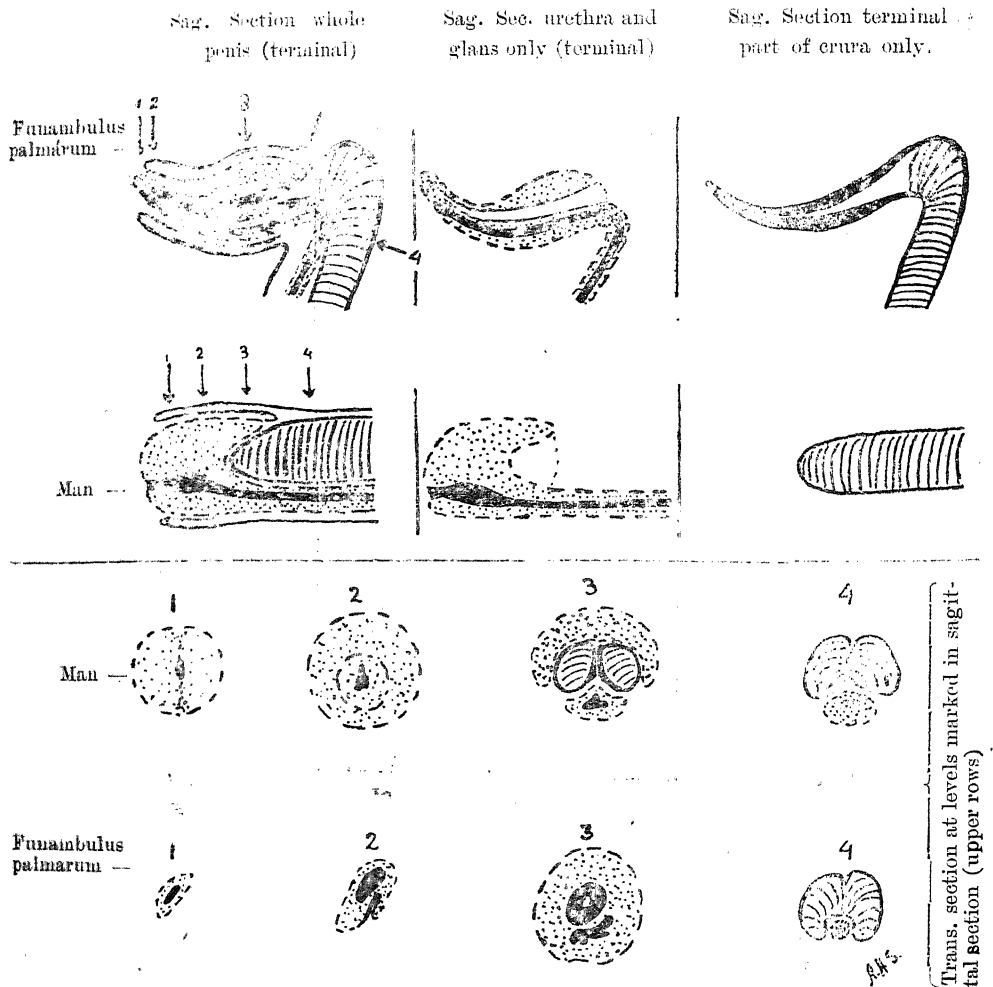 Sag. Section whole
penis (terminal)
Sag. Sec. urethra and
glans only (terminal)
Sag. Section terminal
part of crura only.
Funambulus
palmarum —
1 2 3
4
1 2 3 4
Man —
1 2 3 4
Man —
Funambulus
palmarum —
1 2 3 4
Trans. section at levels marked in sagit-
tal section (upper rows)
R.H.S.